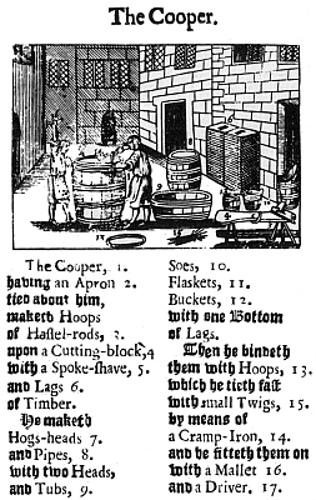 The Cooper.
The Cooper, 1.
having an Apron 2.
tied about him,
maketh Hoops
of Haſſel-rods, 3.
upon a Cutting-block, 4
with a Spoke-ſhave, 5.
and Lags 6.
of Timber.
He maketh
Hogs-heads 7.
and Pipes, 8.
with two Heads,
and Tubs, 9.
Soes, 10.
Flaskets, 11.
Buckets, 12.
with one Bottom
of Lags.
Then he bindeth
them with Hoops, 13.
which he tieth faſt
with ſmall Twigs, 15.
by means of
a Cramp-Iron, 14.
and he fitteth them on
with a Mallet 16.
and a Driver. 17.